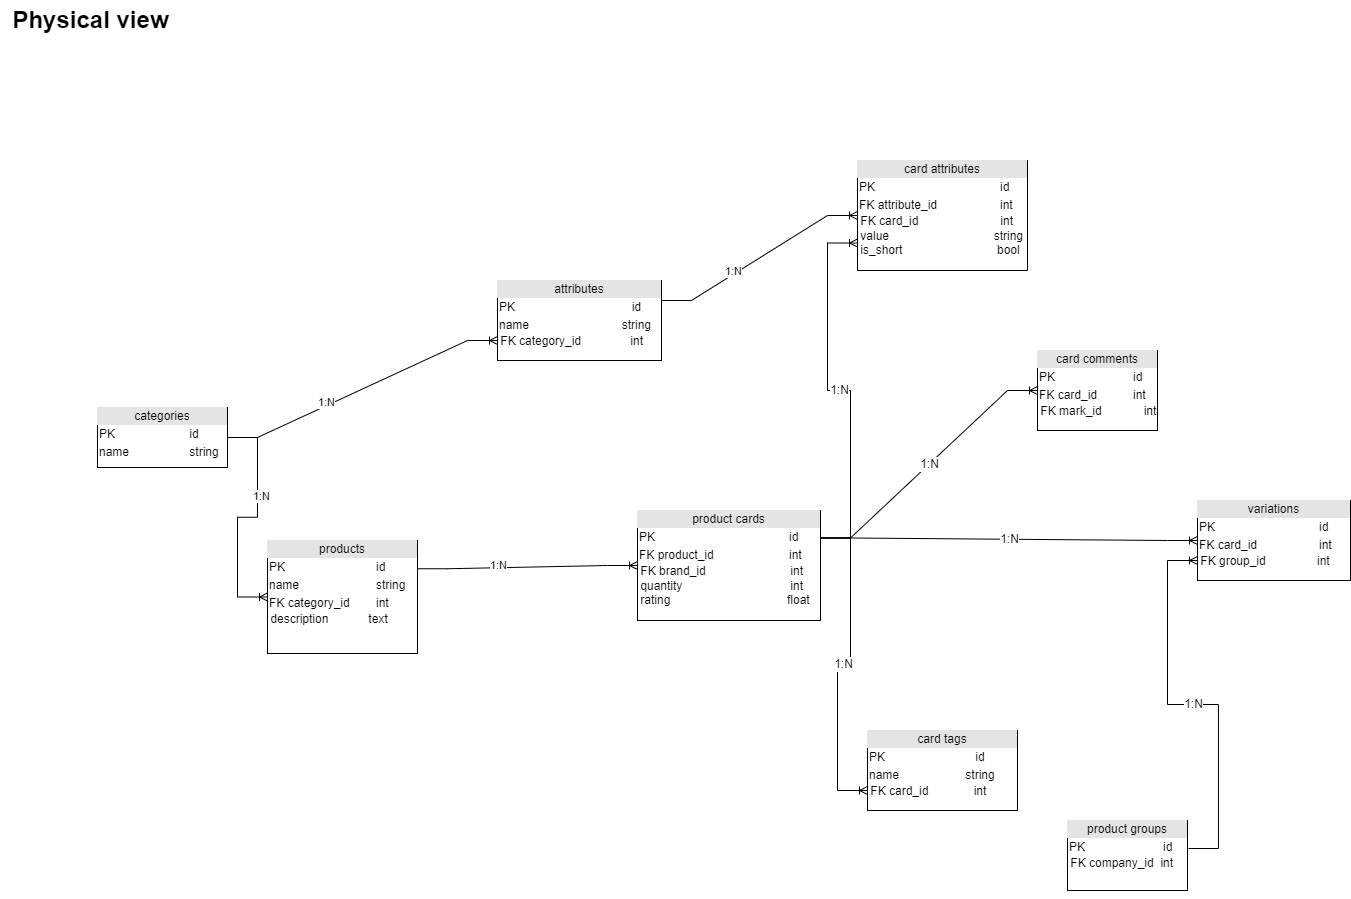 Physical view
card attributes
PK id
FK attribute_id int
FK card_id int
value string
is_short bool
1:N
attributes
PK id
name string
FK category_id int
1:N
card comments
PK id
FK card_id int
FK mark_id int
1:N
1:N
categories
PK id
name string
1:N
1:N
variations
PK id
FK card_id int
FK group_id int
product cards
PK id
FK product_id int
FK brand_id int
quantity int
rating float
1:N
products
PK id
name string
FK category_id int
description text
1:N
1:N
1:N
card tags
PK id
name string
FK card_id int
product groups
PK id
FK company_id int